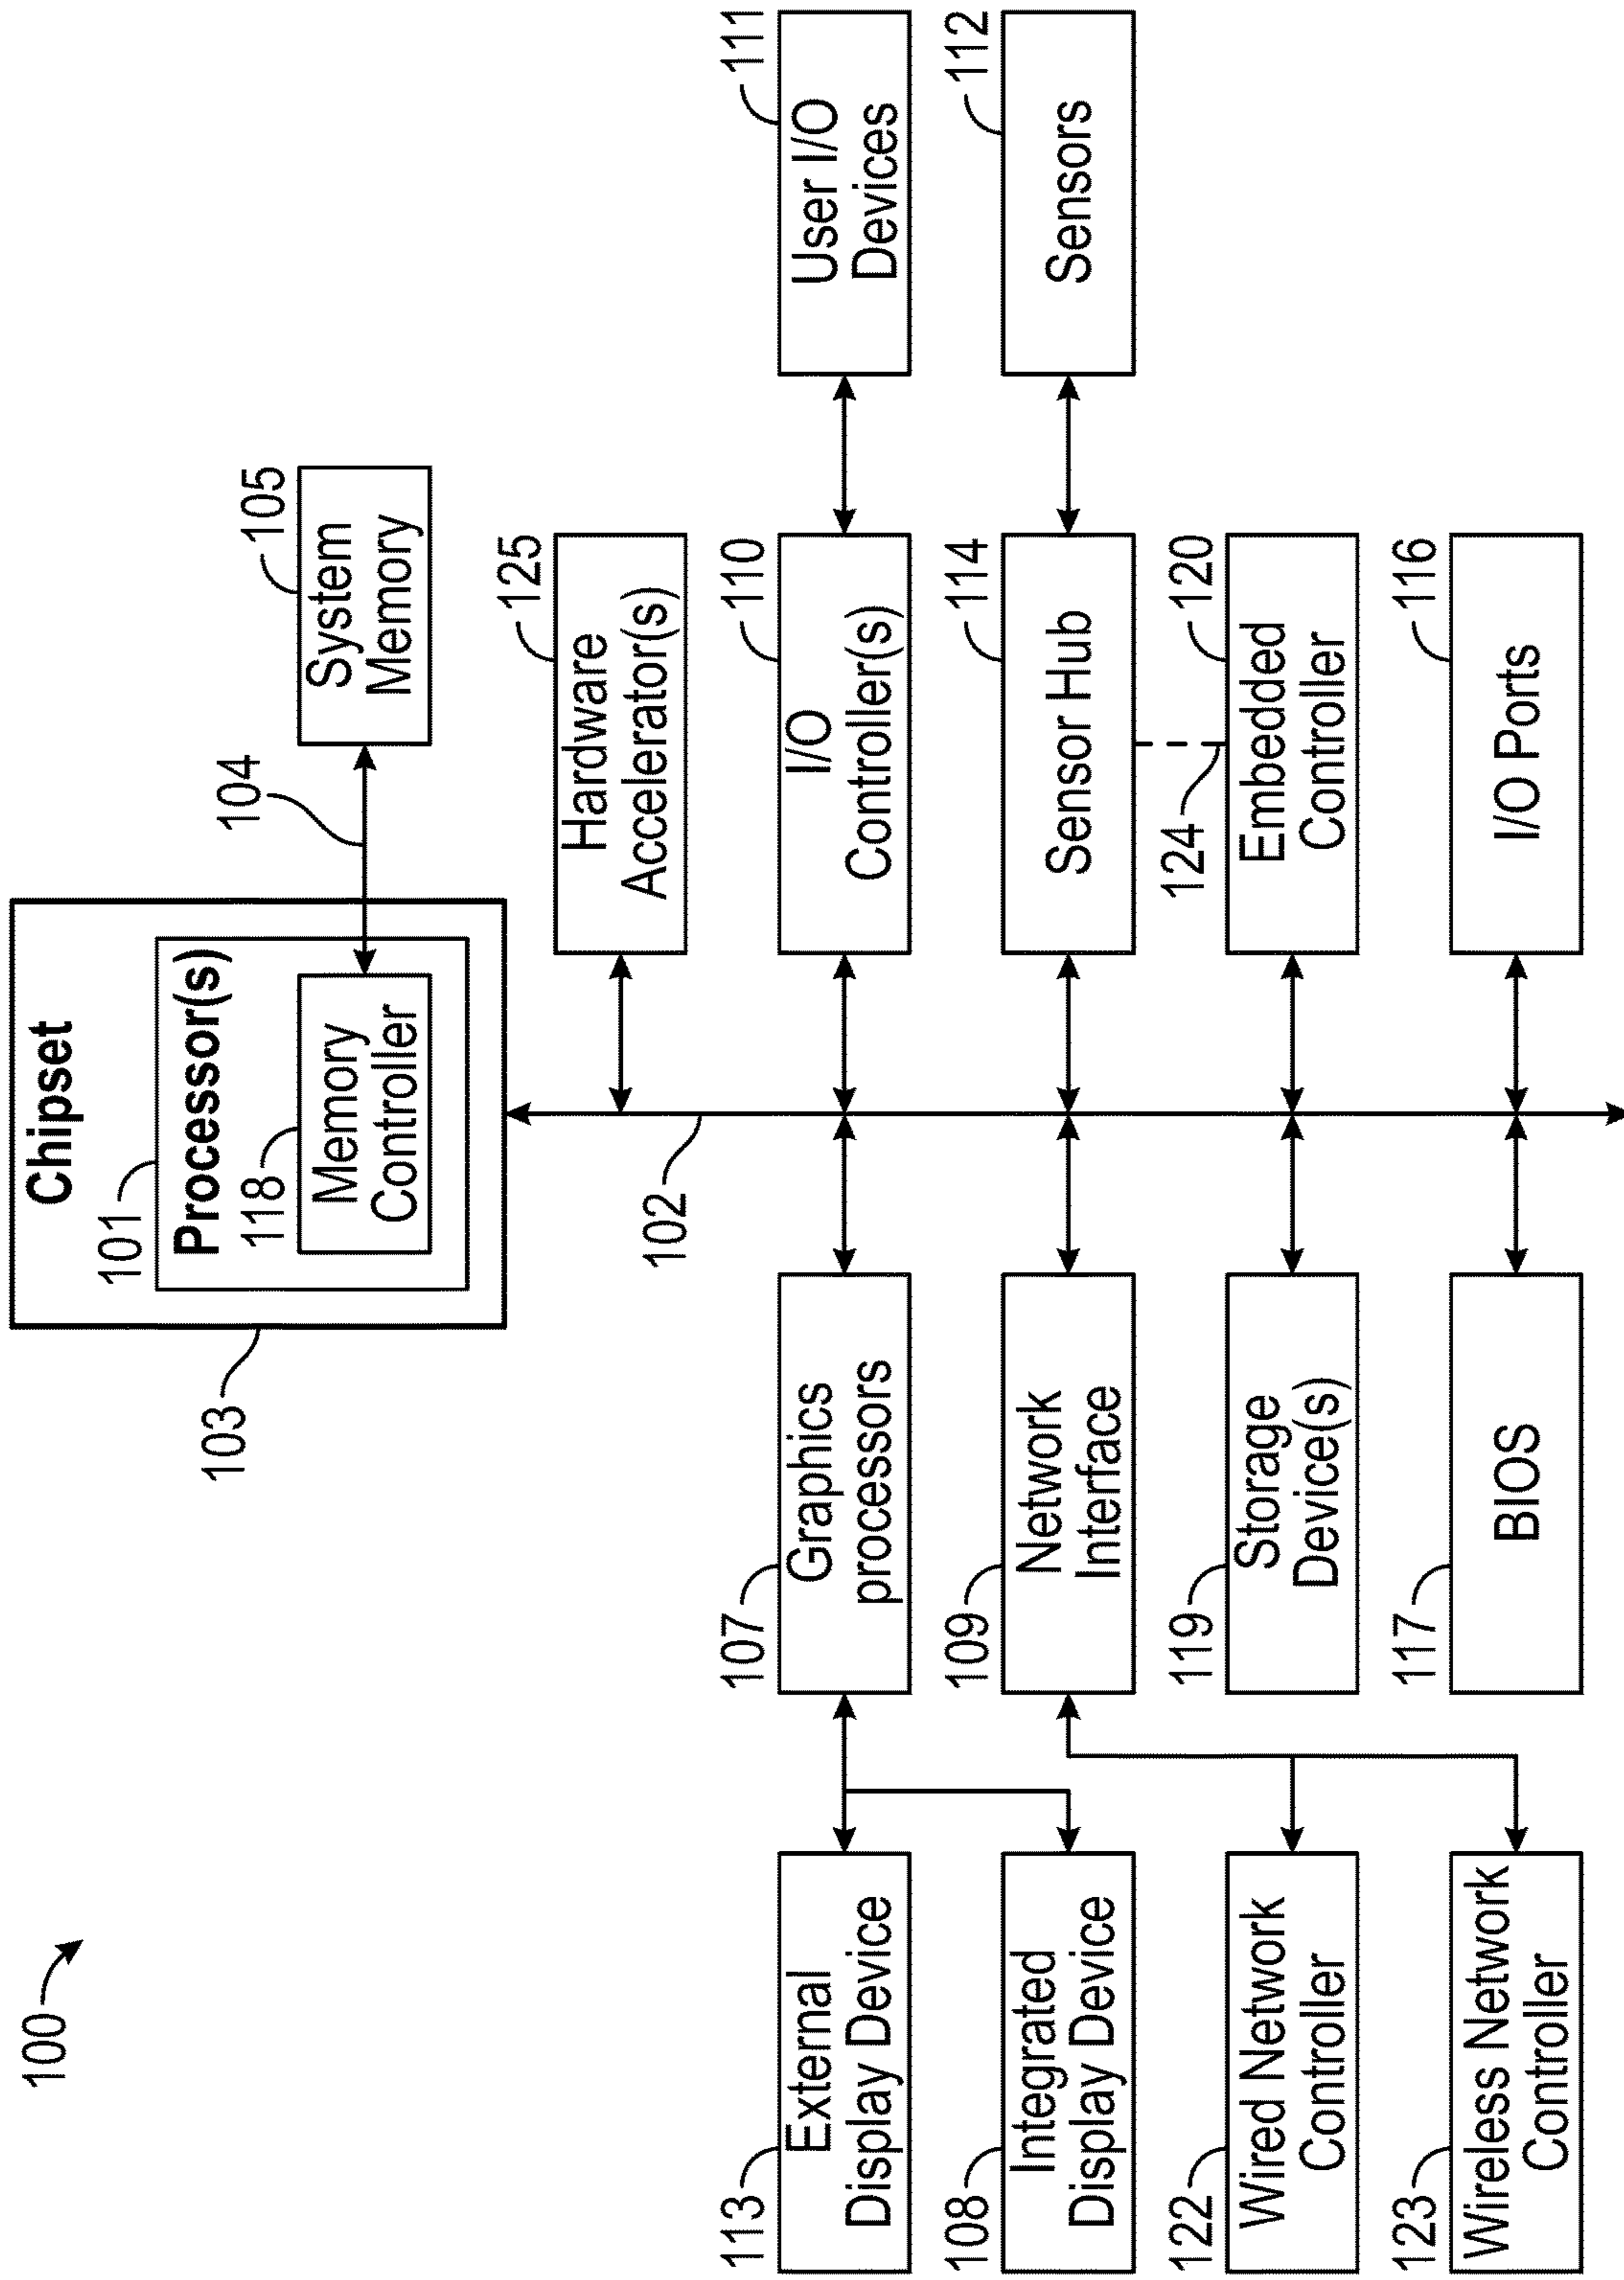 100
Chipset
101
Processor(s)
118
Memory
Controller
103
104
105
System
Memory
102
125
Hardware
Accelerator(s)
113
External
Display Device
107
Graphics
processors
110
I/O
Controller(s)
111
User I/O
Devices
108
Integrated
Display Device
109
Network
Interface
114
Sensor Hub
112
Sensors
122
Wired Network
Controller
119
Storage
Device(s)
124
120
Embedded
Controller
123
Wireless Network
Controller
117
BIOS
116
I/O Ports